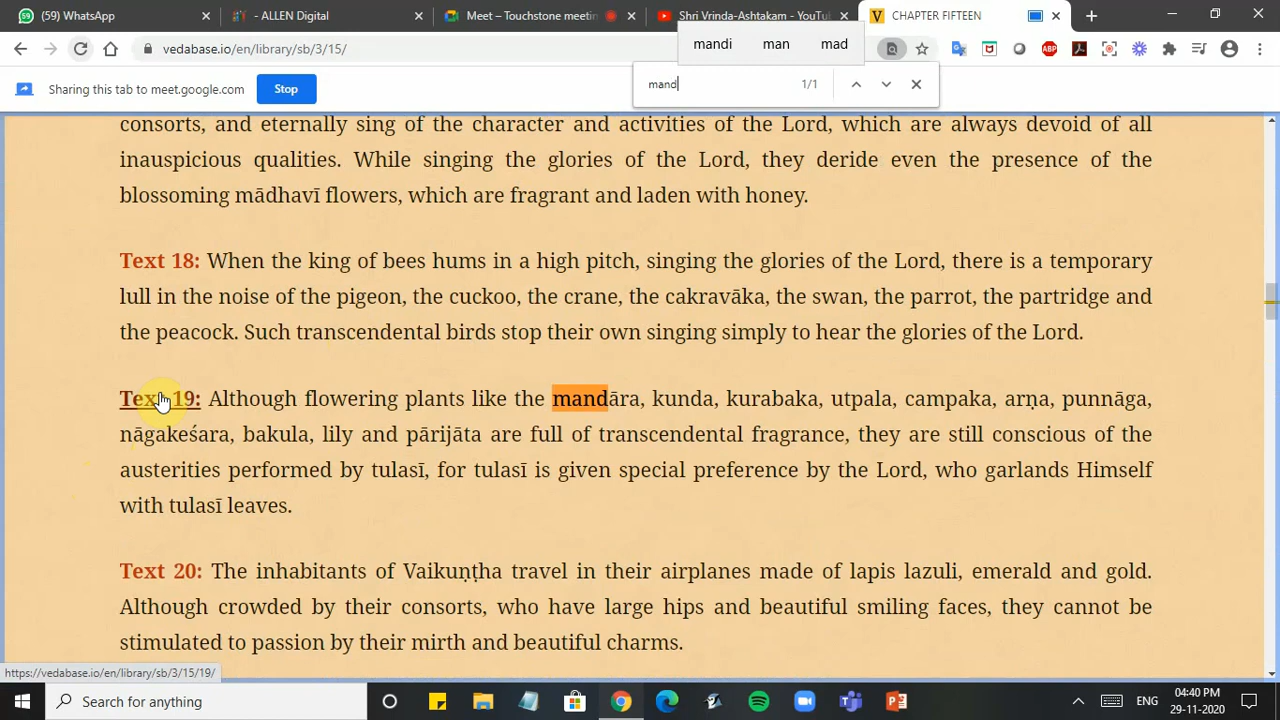 (59) WhatsApp
- ALLEN Digital
Meet – Touchstone meetin
Shri Vrinda-Ashtakam - YouTu
CHAPTER FIFTEEN
mandi man mad
vedabase.io/en/library/sb/3/15/
Sharing this tab to meet.google.com
Stop
mand
1/1
consorts, and eternally sing of the character and activities of the Lord, which are always devoid of all
inauspicious qualities. While singing the glories of the Lord, they deride even the presence of the
blossoming mādhavī flowers, which are fragrant and laden with honey.
Text 18: When the king of bees hums in a high pitch, singing the glories of the Lord, there is a temporary
lull in the noise of the pigeon, the cuckoo, the crane, the cakravāka, the swan, the parrot, the partridge and
the peacock. Such transcendental birds stop their own singing simply to hear the glories of the Lord.
Text 19: Although flowering plants like the mandāra, kunda, kurabaka, utpala, campaka, arṇa, punnāga,
nāgakeśara, bakula, lily and pārijāta are full of transcendental fragrance, they are still conscious of the
austerities performed by tulasī, for tulasī is given special preference by the Lord, who garlands Himself
with tulasī leaves.
Text 20: The inhabitants of Vaikuṇṭha travel in their airplanes made of lapis lazuli, emerald and gold.
Although crowded by their consorts, who have large hips and beautiful smiling faces, they cannot be
stimulated to passion by their mirth and beautiful charms.
https://vedabase.io/en/library/sb/3/15/19/
Search for anything
ENG
04:40 PM
29-11-2020